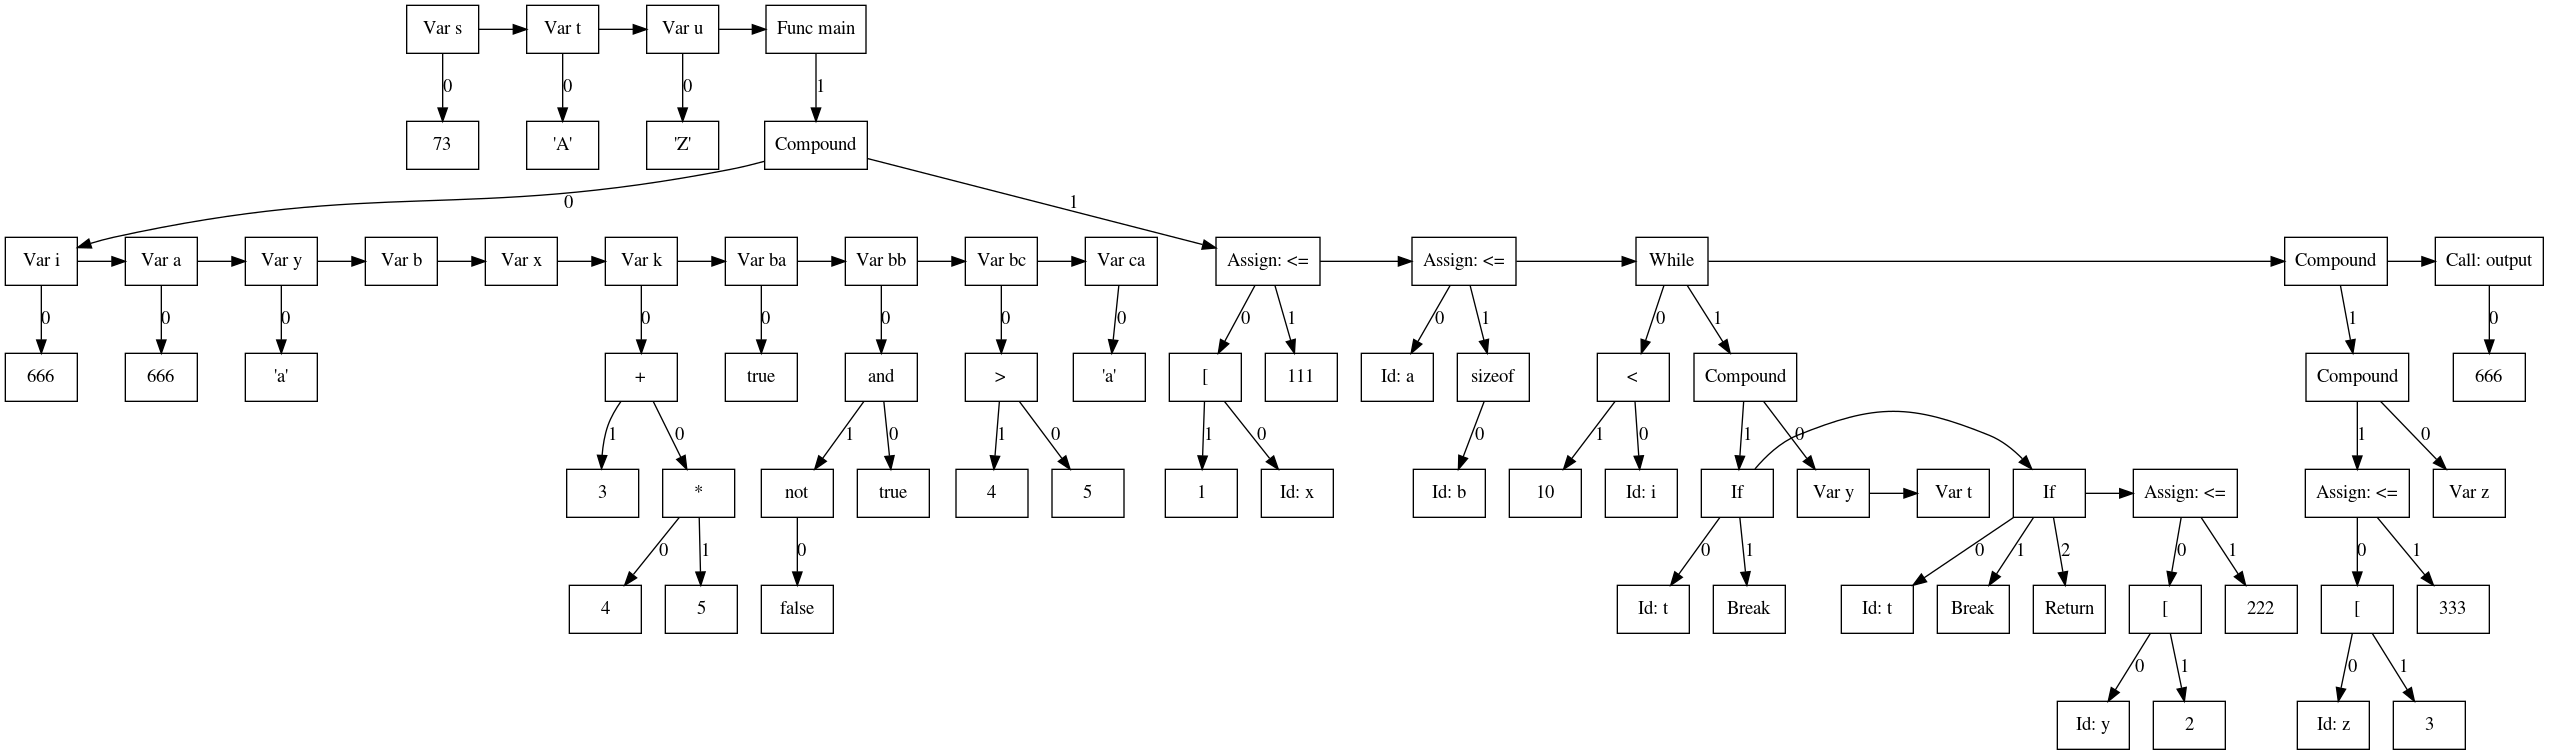 Var s
Var t
Var u
Func main
0
0
0
1
73
'A'
'Z'
Compound
0
1
Var i
Var a
Var y
Var b
Var x
Var k
Var ba
Var bb
Var bc
Var ca
Assign: <=
Assign: <=
While
Compound
Call: output
0
0
0
0
0
0
0
0
0
1
0
1
0
1
1
0
666
666
'a'
+
true
and
>
'a'
[
111
Id: a
sizeof
<
Compound
Compound
666
1
0
1
0
1
0
1
0
0
1
0
1
0
1
0
3
*
not
true
4
5
1
Id: x
Id: b
10
Id: i
If
Var y
Var t
If
Assign: <=
Assign: <=
Var z
0
1
0
0
1
0
1
2
0
1
0
1
4
5
false
Id: t
Break
Id: t
Break
Return
[
222
[
333
0
1
0
1
Id: y
2
Id: z
3